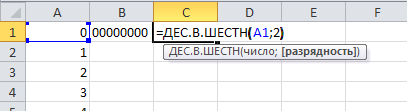 A B C D E F
1 0 00000000 =ДЕС.В.ШЕСТН(A1;2)
2 1 ДЕС.В.ШЕСТН(число; [разрядность])
3 2
4 3